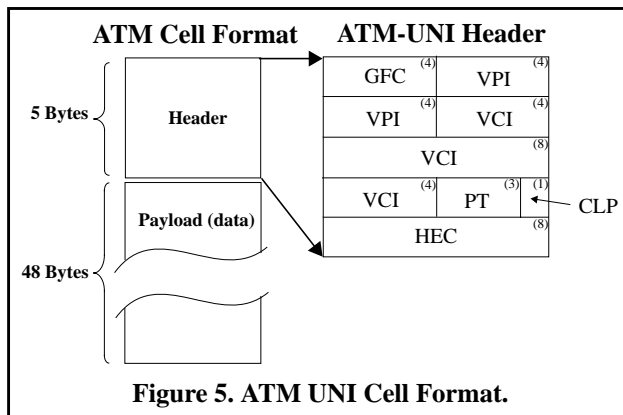 ATM Cell Format
ATM-UNI Header
5 Bytes
Header
48 Bytes
Payload (data)
GFC (4)
VPI (4)
VPI (4)
VCI (4)
VCI (8)
VCI (4)
PT (3)
(1)
CLP
HEC (8)
Figure 5. ATM UNI Cell Format.